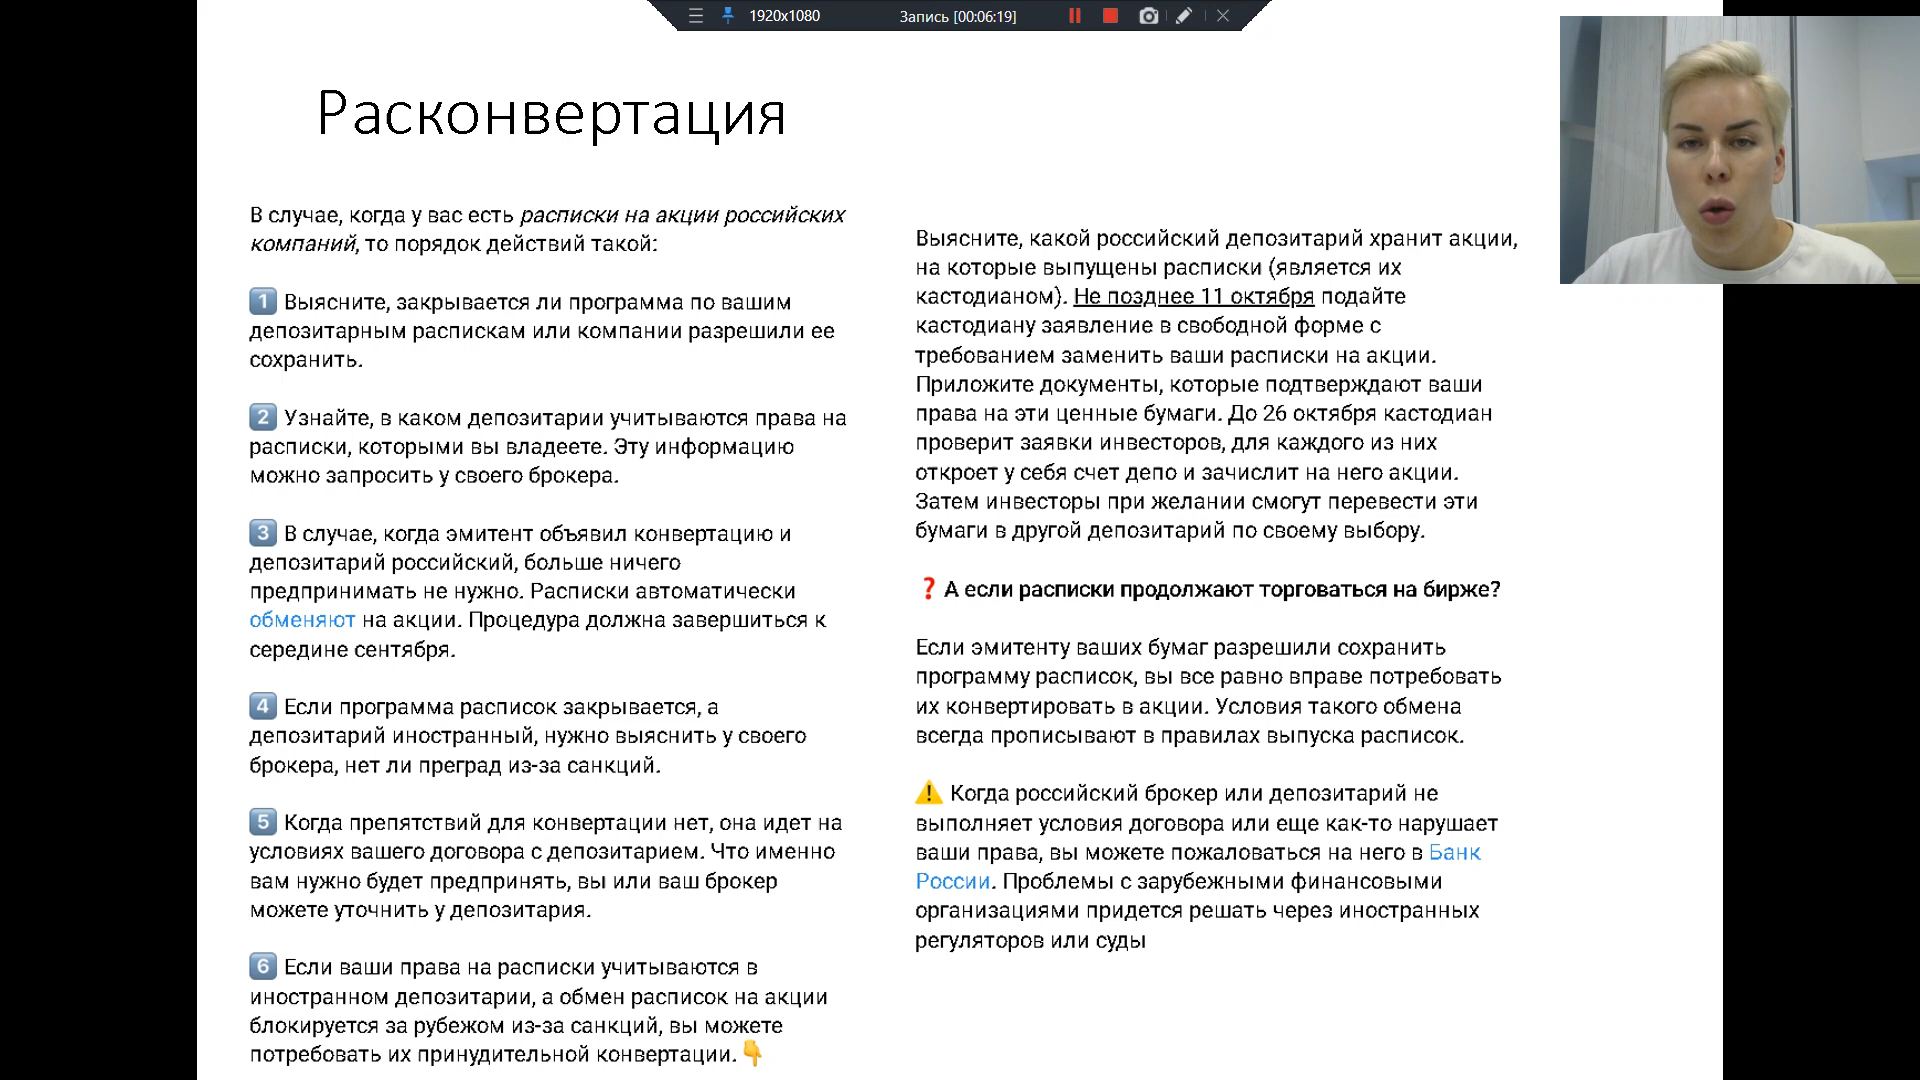 1920x1080
Запись [00:06:19]
Расконвертация
В случае, когда у вас есть расписки на акции российских
компаний, то порядок действий такой:
1 Выясните, закрывается ли программа по вашим
депозитарным распискам или компании разрешили ее
сохранить.
2 Узнайте, в каком депозитарии учитываются права на
расписки, которыми вы владеете. Эту информацию
можно запросить у своего брокера.
3 В случае, когда эмитент объявил конвертацию и
депозитарий российский, больше ничего
предпринимать не нужно. Расписки автоматически
обменяют на акции. Процедура должна завершиться к
середине сентября.
4 Если программа расписок закрывается, а
депозитарий иностранный, нужно выяснить у своего
брокера, нет ли преград из-за санкций.
5 Когда препятствий для конвертации нет, она идет на
условиях вашего договора с депозитарием. Что именно
вам нужно будет предпринять, вы или ваш брокер
можете уточнить у депозитария.
6 Если ваши права на расписки учитываются в
иностранном депозитарии, а обмен расписок на акции
блокируется за рубежом из-за санкций, вы можете
потребовать их принудительной конвертации. 👇
Выясните, какой российский депозитарий хранит акции,
на которые выпущены расписки (является их
кастодианом). Не позднее 11 октября подайте
кастодиану заявление в свободной форме с
требованием заменить ваши расписки на акции.
Приложите документы, которые подтверждают ваши
права на эти ценные бумаги. До 26 октября кастодиан
проверит заявки инвесторов, для каждого из них
откроет у себя счет депо и зачислит на него акции.
Затем инвесторы при желании смогут перевести эти
бумаги в другой депозитарий по своему выбору.
❓ А если расписки продолжают торговаться на бирже?
Если эмитенту ваших бумаг разрешили сохранить
программу расписок, вы все равно вправе потребовать
их конвертировать в акции. Условия такого обмена
всегда прописывают в правилах выпуска расписок.
⚠️ Когда российский брокер или депозитарий не
выполняет условия договора или еще как-то нарушает
ваши права, вы можете пожаловаться на него в Банк
России. Проблемы с зарубежными финансовыми
организациями придется решать через иностранных
регуляторов или суды